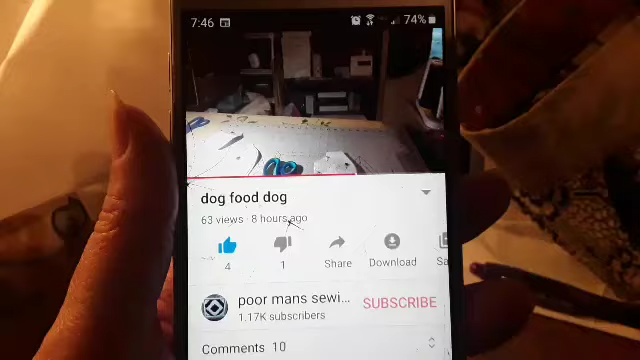 7:46 74%
dog food dog
63 views · 8 hours ago
4 1 Share Download Sa
poor mans sewi... SUBSCRIBE
1.17K subscribers
Comments 10